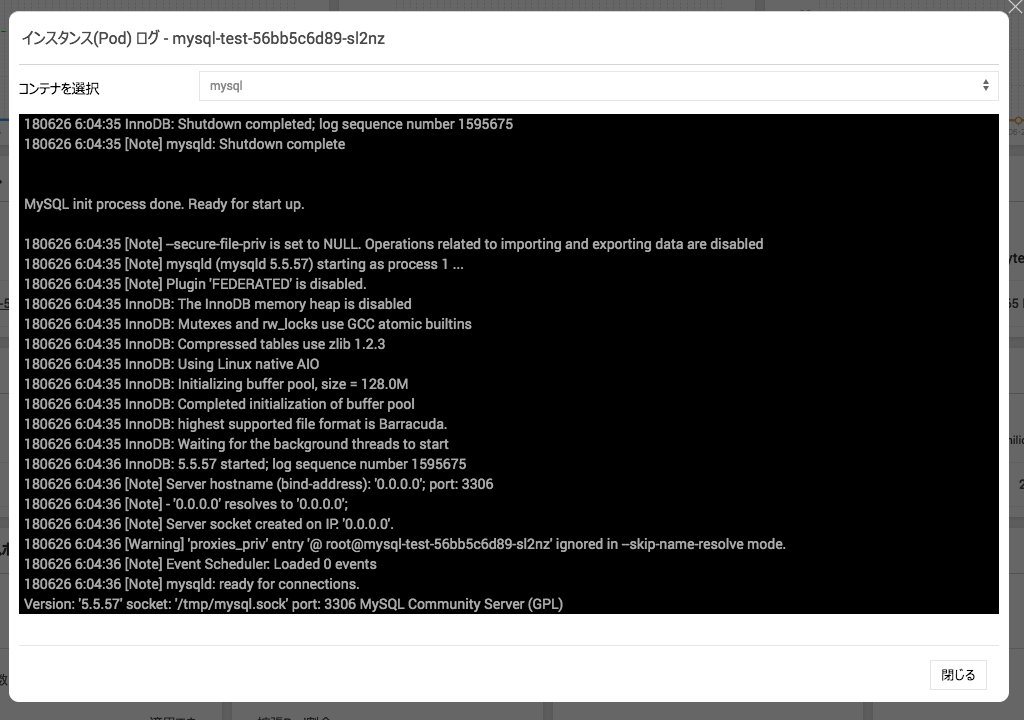 インスタンス(Pod) ログ - mysql-test-56bb5c6d89-sl2nz
コンテナを選択
mysql
180626 6:04:35 InnoDB: Shutdown completed; log sequence number 1595675
180626 6:04:35 [Note] mysqld: Shutdown complete
MySQL init process done. Ready for start up.
180626 6:04:35 [Note] --secure-file-priv is set to NULL. Operations related to importing and exporting data are disabled
180626 6:04:35 [Note] mysqld (mysqld 5.5.57) starting as process 1 ...
180626 6:04:35 [Note] Plugin 'FEDERATED' is disabled.
180626 6:04:35 InnoDB: The InnoDB memory heap is disabled
180626 6:04:35 InnoDB: Mutexes and rw_locks use GCC atomic builtins
180626 6:04:35 InnoDB: Compressed tables use zlib 1.2.3
180626 6:04:35 InnoDB: Using Linux native AIO
180626 6:04:35 InnoDB: Initializing buffer pool, size = 128.0M
180626 6:04:35 InnoDB: Completed initialization of buffer pool
180626 6:04:35 InnoDB: highest supported file format is Barracuda.
180626 6:04:35 InnoDB: Waiting for the background threads to start
180626 6:04:36 InnoDB: 5.5.57 started; log sequence number 1595675
180626 6:04:36 [Note] Server hostname (bind-address): '0.0.0.0'; port: 3306
180626 6:04:36 [Note] - '0.0.0.0' resolves to '0.0.0.0';
180626 6:04:36 [Note] Server socket created on IP: '0.0.0.0'.
180626 6:04:36 [Warning] 'proxies_priv' entry '@ root@mysql-test-56bb5c6d89-sl2nz' ignored in --skip-name-resolve mode.
180626 6:04:36 [Note] Event Scheduler: Loaded 0 events
180626 6:04:36 [Note] mysqld: ready for connections.
Version: '5.5.57' socket: '/tmp/mysql.sock' port: 3306 MySQL Community Server (GPL)
閉じる